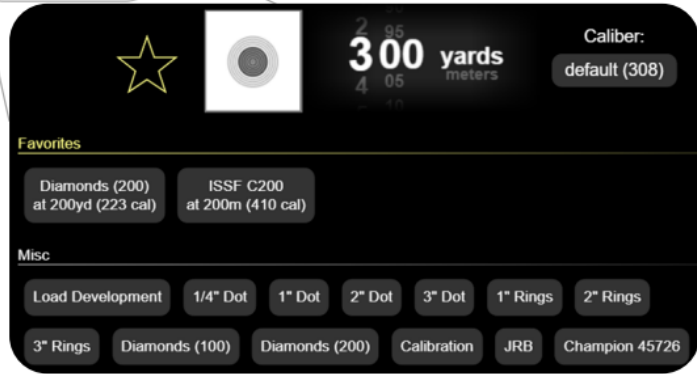 2 95
300 yards
4 05 meters
10
Caliber:
default (308)
Favorites
Diamonds (200)
at 200yd (223 cal)
ISSF C200
at 200m (410 cal)
Misc
Load Development 1/4" Dot 1" Dot 2" Dot 3" Dot 1" Rings 2" Rings
3" Rings Diamonds (100) Diamonds (200) Calibration JRB Champion 45726